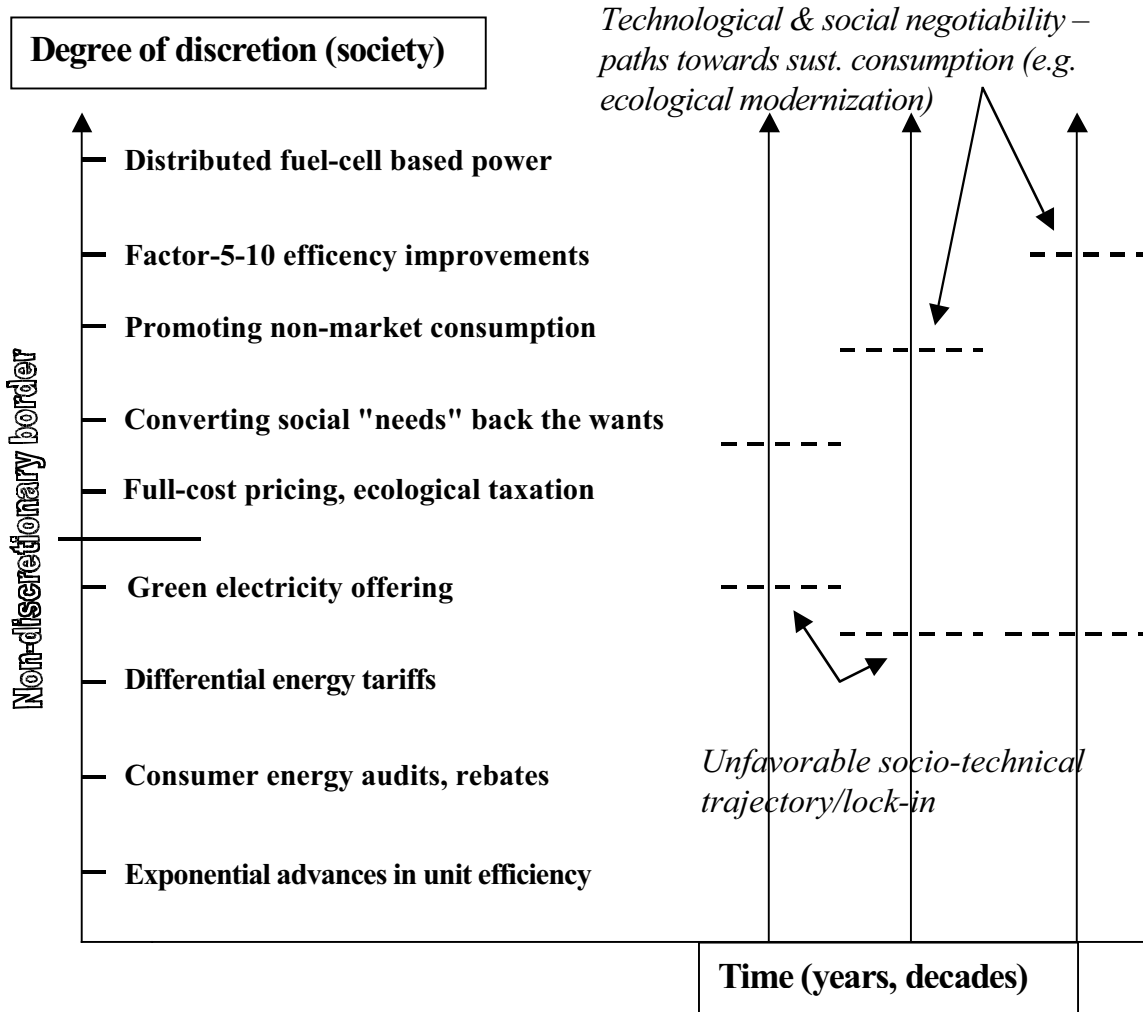 Degree of discretion (society)
Technological & social negotiability –
paths towards sust. consumption (e.g.
ecological modernization)
Distributed fuel-cell based power
Factor-5-10 efficency improvements
Promoting non-market consumption
Converting social "needs" back the wants
Full-cost pricing, ecological taxation
Non-discretionary border
Green electricity offering
Differential energy tariffs
Consumer energy audits, rebates
Exponential advances in unit efficiency
Unfavorable socio-technical
trajectory/lock-in
Time (years, decades)